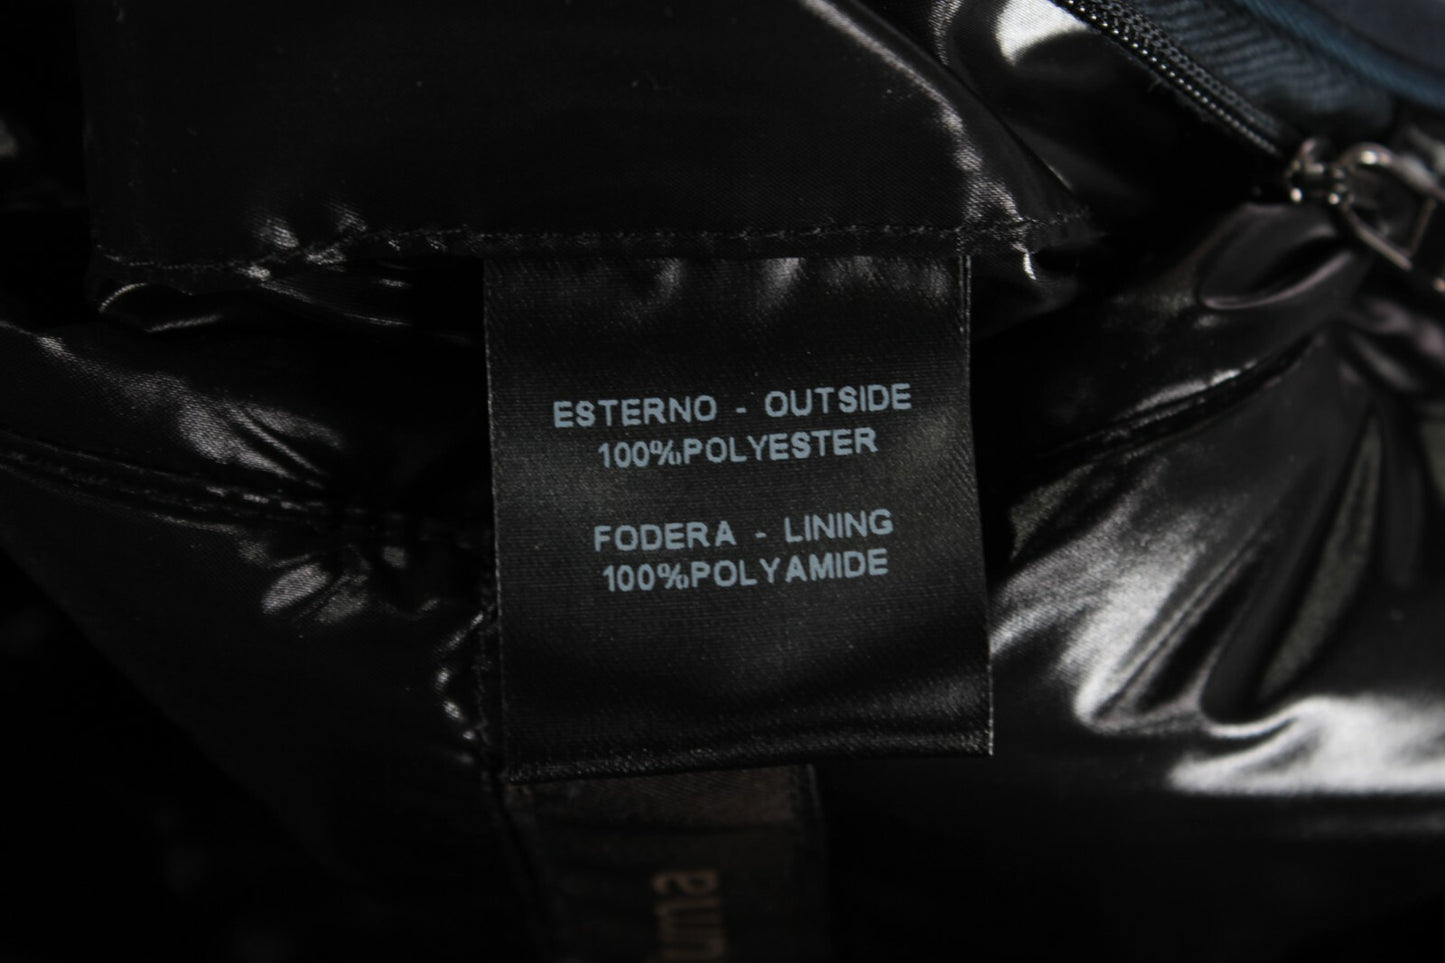 ESTERNO - OUTSIDE
100%POLYESTER
FODERA - LINING
100%POLYAMIDE